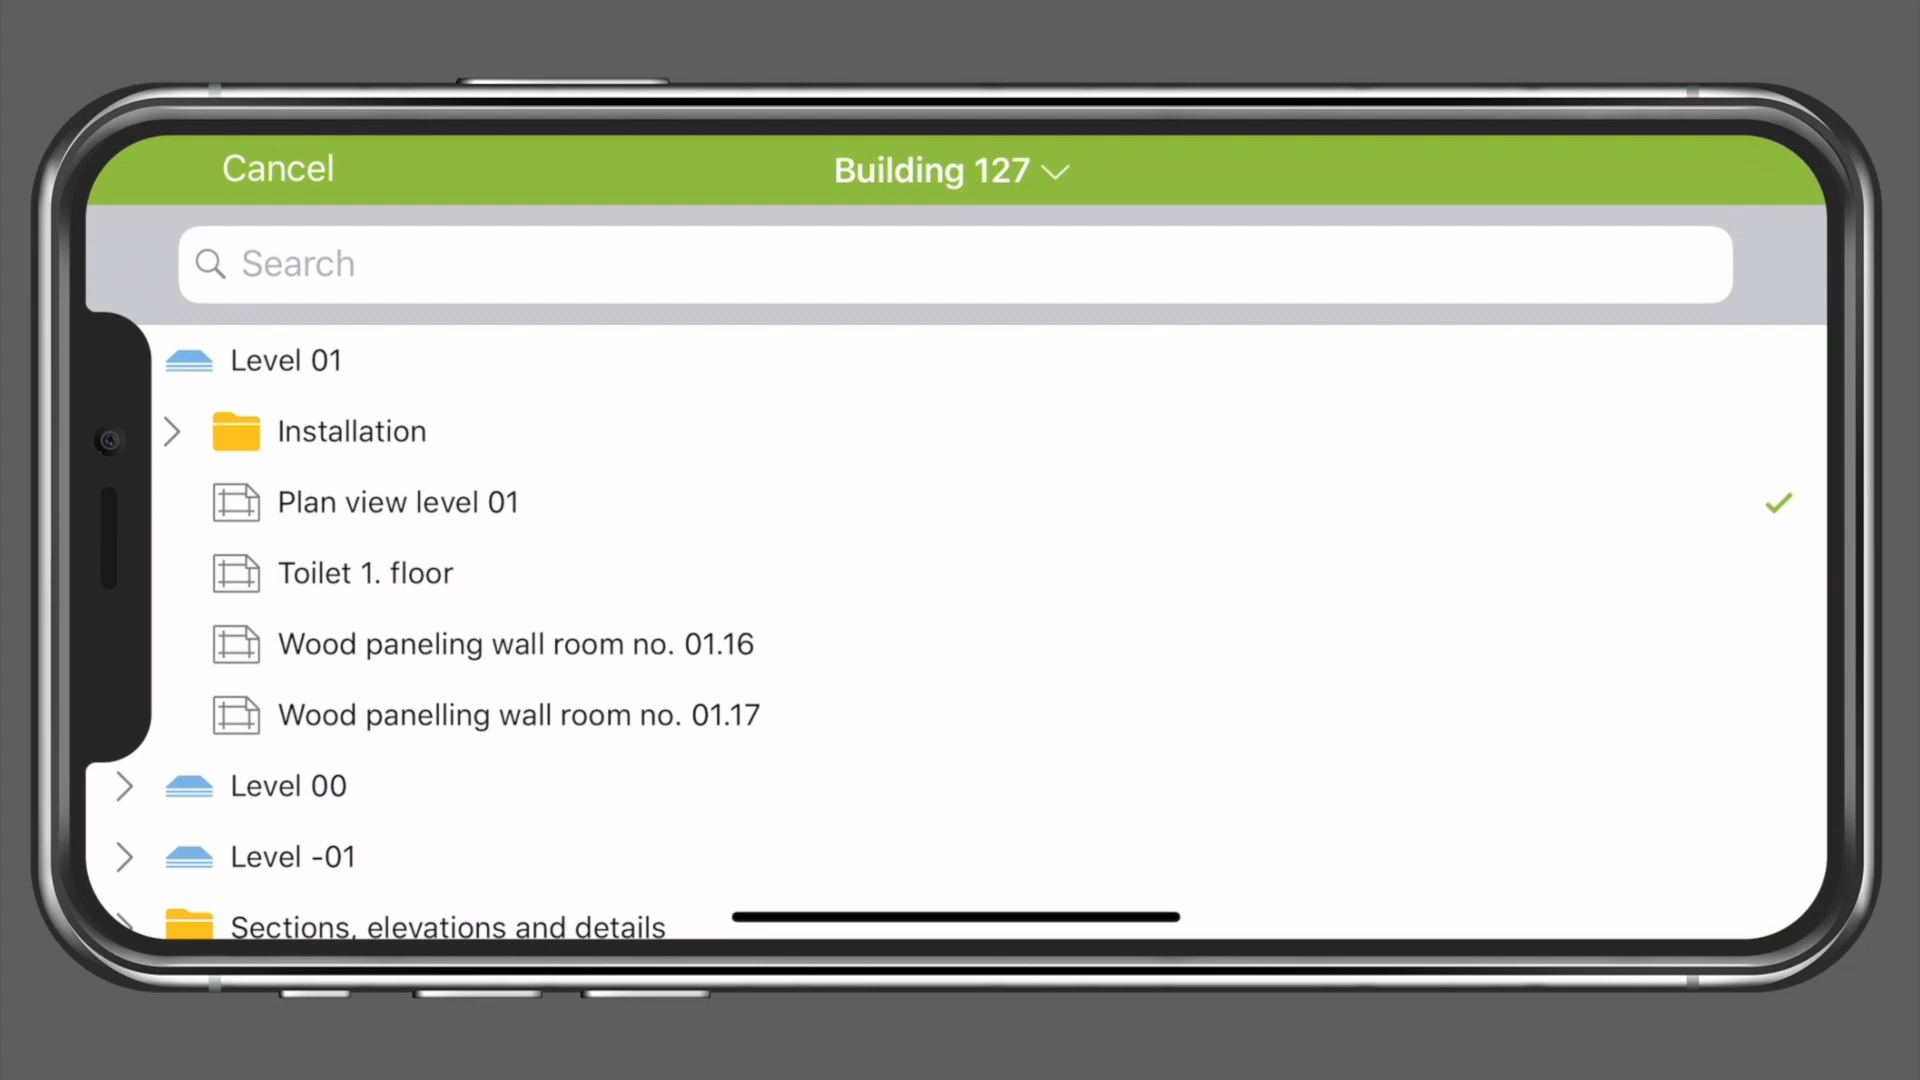 Cancel
Building 127
Search
Level 01
Installation
Plan view level 01
Toilet 1. floor
Wood paneling wall room no. 01.16
Wood panelling wall room no. 01.17
Level 00
Level -01
Sections, elevations and details